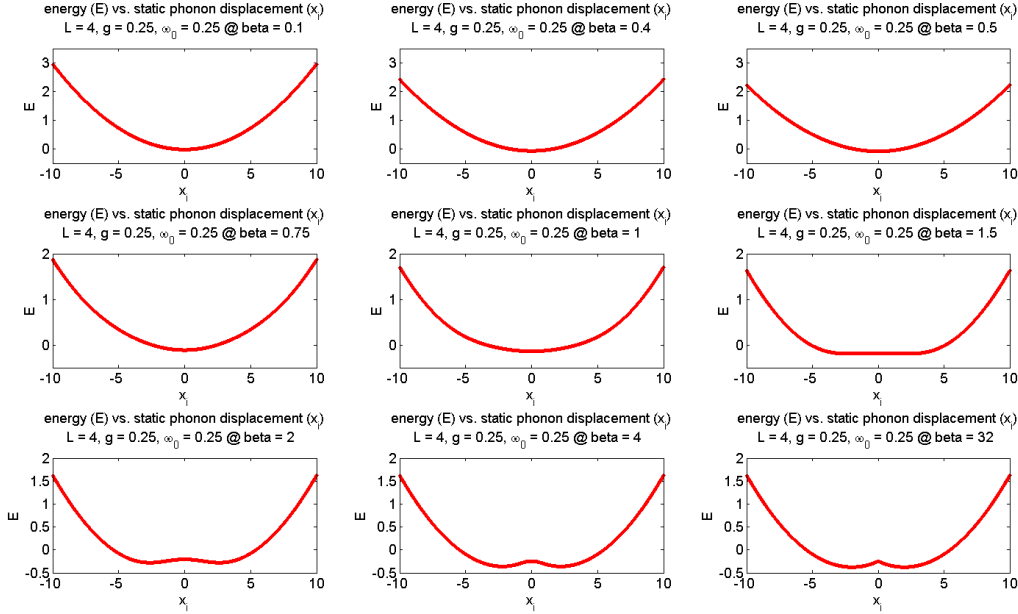 energy (E) vs. static phonon displacement (x_i)
L = 4, g = 0.25, ω_0 = 0.25 @ beta = 0.1
E
3
2
1
0
-10 -5 0 5 10
x_i
energy (E) vs. static phonon displacement (x_i)
L = 4, g = 0.25, ω_0 = 0.25 @ beta = 0.4
E
3
2
1
0
-10 -5 0 5 10
x_i
energy (E) vs. static phonon displacement (x_i)
L = 4, g = 0.25, ω_0 = 0.25 @ beta = 0.5
E
3
2
1
0
-10 -5 0 5 10
x_i
energy (E) vs. static phonon displacement (x_i)
L = 4, g = 0.25, ω_0 = 0.25 @ beta = 0.75
E
2
1
0
-10 -5 0 5 10
x_i
energy (E) vs. static phonon displacement (x_i)
L = 4, g = 0.25, ω_0 = 0.25 @ beta = 1
E
2
1
0
-10 -5 0 5 10
x_i
energy (E) vs. static phonon displacement (x_i)
L = 4, g = 0.25, ω_0 = 0.25 @ beta = 1.5
E
2
1
0
-10 -5 0 5 10
x_i
energy (E) vs. static phonon displacement (x_i)
L = 4, g = 0.25, ω_0 = 0.25 @ beta = 2
E
2
1.5
1
0.5
0
-0.5
-10 -5 0 5 10
x_i
energy (E) vs. static phonon displacement (x_i)
L = 4, g = 0.25, ω_0 = 0.25 @ beta = 4
E
2
1.5
1
0.5
0
-0.5
-10 -5 0 5 10
x_i
energy (E) vs. static phonon displacement (x_i)
L = 4, g = 0.25, ω_0 = 0.25 @ beta = 32
E
2
1.5
1
0.5
0
-0.5
-10 -5 0 5 10
x_i